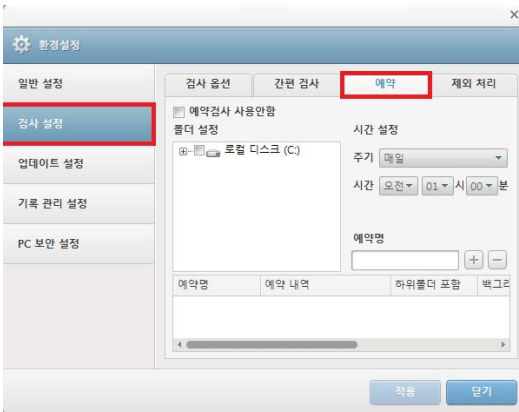 환경설정
일반 설정
검사 설정
업데이트 설정
기록 관리 설정
PC 보안 설정
검사 옵션 간편 검사 예약 제외 처리
예약검사 사용안함
폴더 설정
로컬 디스크 (C:)
시간 설정
주기 매일
시간 오전 01 시 00 분
예약명
예약명 예약 내역 하위폴더 포함 백그
적용 닫기